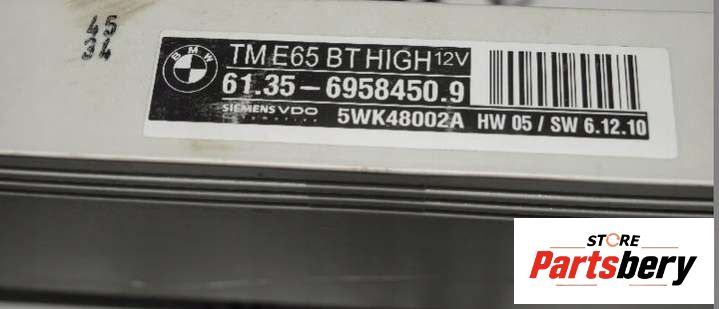 45
34
BMW
TM E65 BT HIGH 12V
61.35 - 6958450.9
SIEMENS VDO
Automotive
5WK48002A HW 05 / SW 6.12.10
STORE
Partsbery